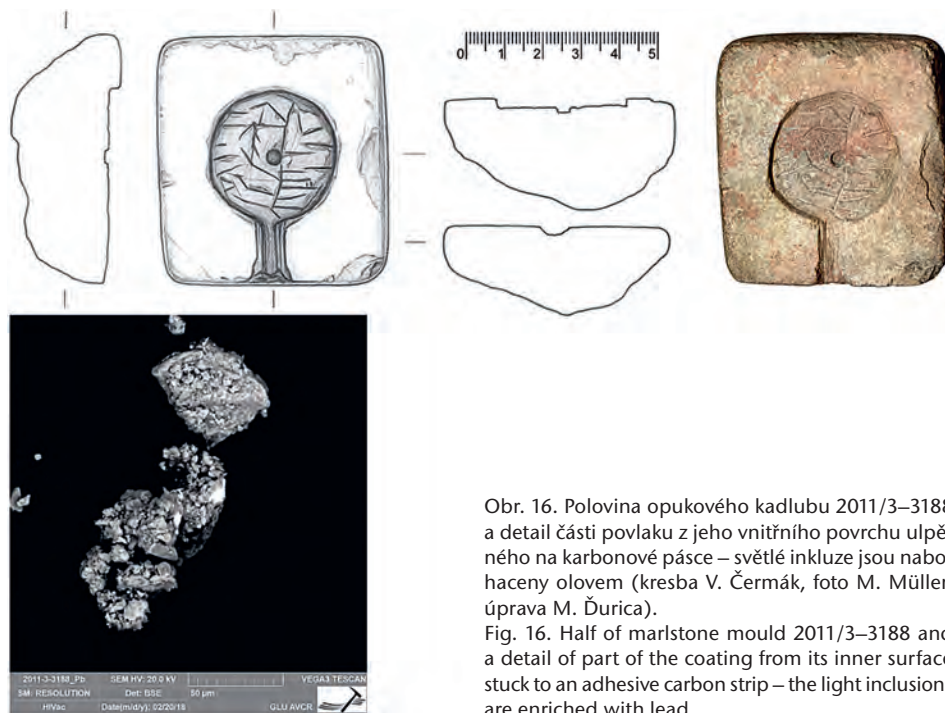 0 1 2 3 4 5
2011-3-3188_Pb SEM HV: 20.0 kV VEGA3 TESCAN
SM: RESOLUTION Det: BSE 50 µm
HiVac Date(m/d/y): 02/20/18 GLU AVCR
Obr. 16. Polovina opukového kadlubu 2011/3–3188
a detail části povlaku z jeho vnitřního povrchu ulpě
ného na karbonové pásce – světlé inkluze jsou nabo
haceny olovem (kresba V. Čermák, foto M. Müller
úprava M. Ďurica).
Fig. 16. Half of marlstone mould 2011/3–3188 and
a detail of part of the coating from its inner surface
stuck to an adhesive carbon strip – the light inclusion
are enriched with lead